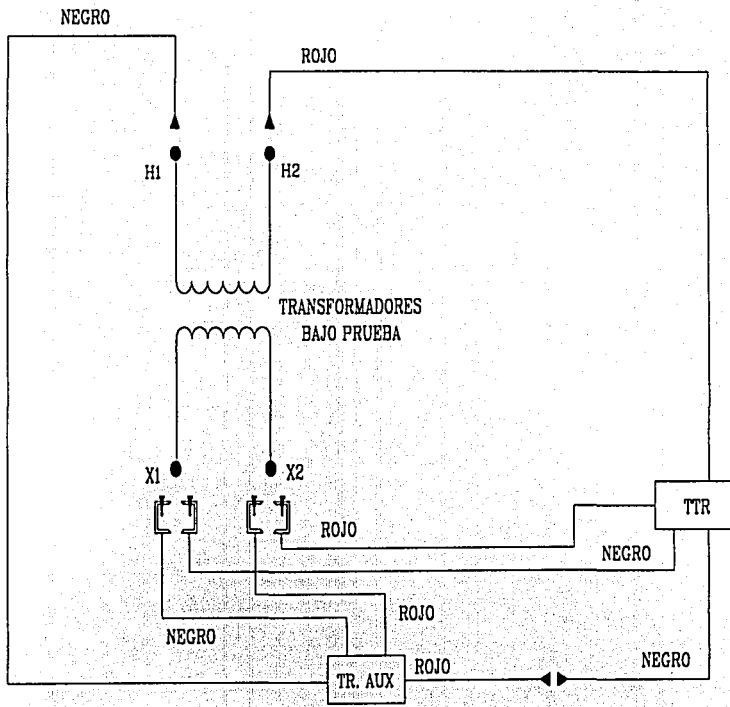 NEGRO
ROJO
H1
H2
TRANSFORMADORES
BAJO PRUEBA
X1
X2
TTR
ROJO
NEGRO
ROJO
NEGRO
ROJO
NEGRO
TR. AUX